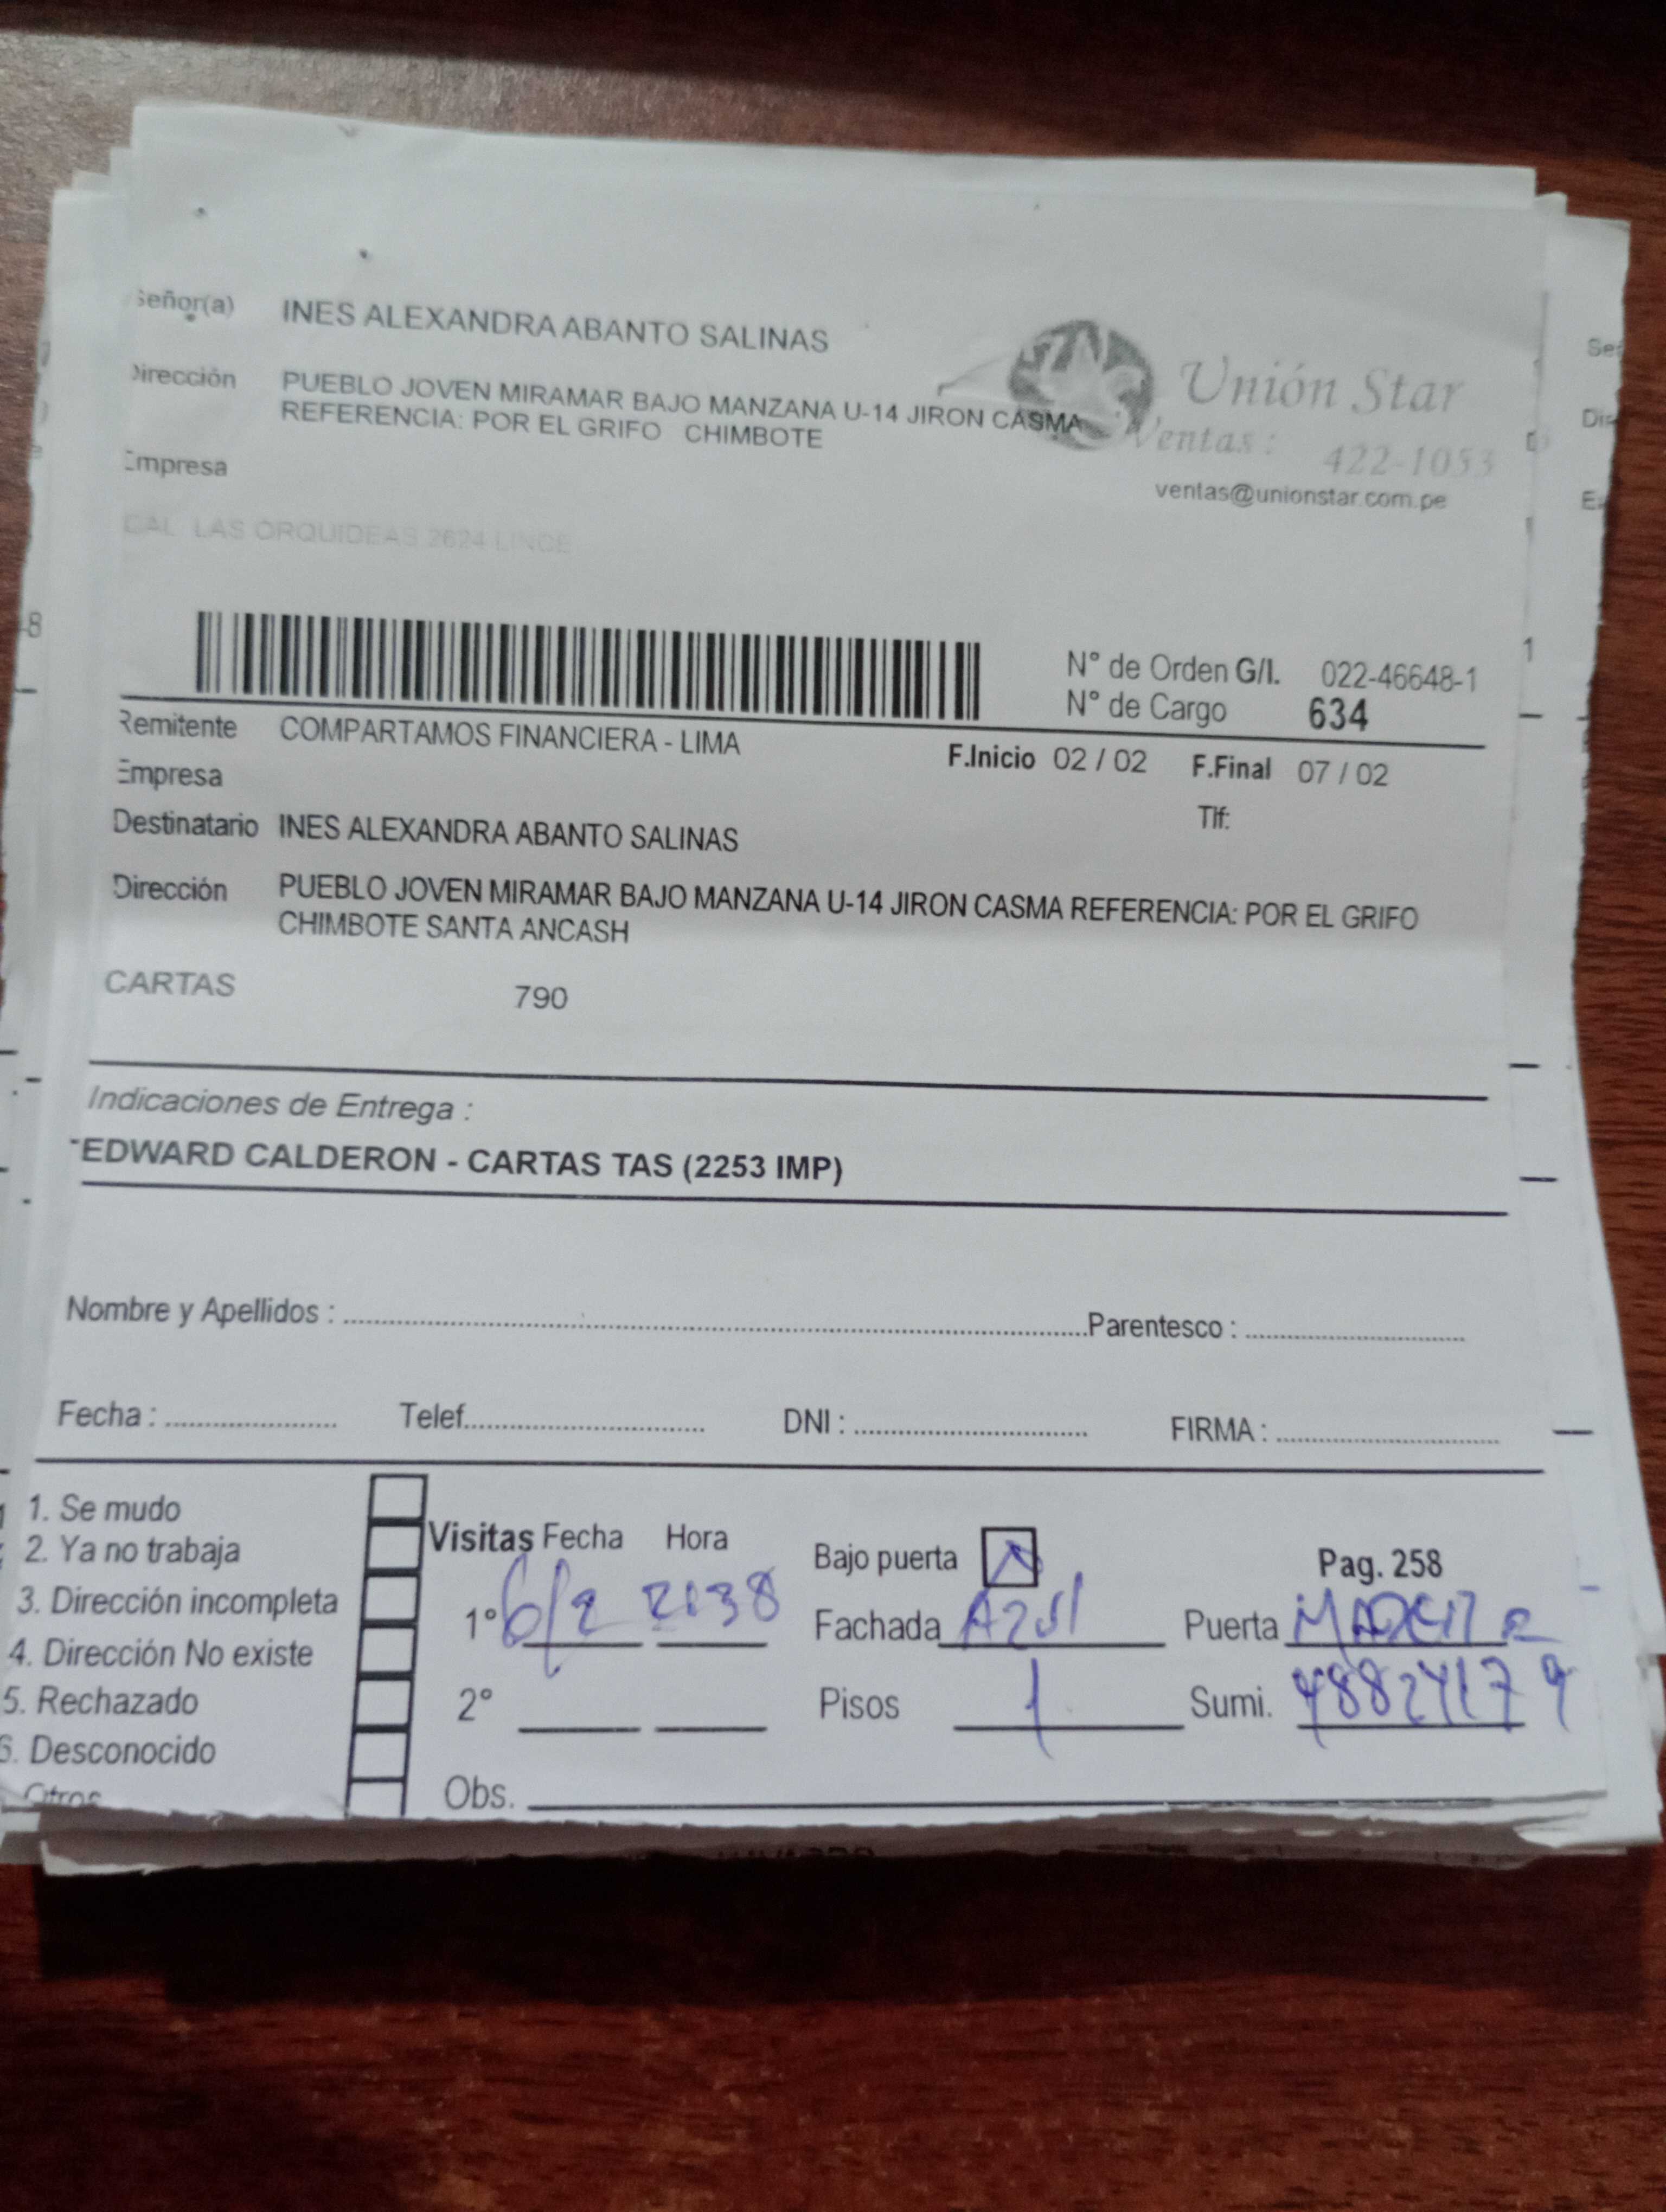 Señor(a) INES ALEXANDRA ABANTO SALINAS
Dirección PUEBLO JOVEN MIRAMAR BAJO MANZANA U-14 JIRON CASMA
REFERENCIA: POR EL GRIFO CHIMBOTE
Empresa
Unión Star
Ventas : 422-1053
ventas@unionstar.com.pe
CAL LAS ORQUIDEAS 2624 LINCE
N° de Orden G/I. 022-46648-1
N° de Cargo 634
Remitente COMPARTAMOS FINANCIERA - LIMA
F.Inicio 02 / 02 F.Final 07 / 02
Empresa
Tlf:
Destinatario INES ALEXANDRA ABANTO SALINAS
Dirección PUEBLO JOVEN MIRAMAR BAJO MANZANA U-14 JIRON CASMA REFERENCIA: POR EL GRIFO
CHIMBOTE SANTA ANCASH
CARTAS 790
Indicaciones de Entrega :
EDWARD CALDERON - CARTAS TAS (2253 IMP)
Nombre y Apellidos : Parentesco :
Fecha : Telef. DNI : FIRMA :
1. Se mudo
2. Ya no trabaja
3. Dirección incompleta
4. Dirección No existe
5. Rechazado
6. Desconocido
Otros
Visitas Fecha Hora
1° 6/2 2:38
2°
Obs.
Bajo puerta
Fachada Azul
Pisos 1
Pag. 258
Puerta
Sumi. 48824179